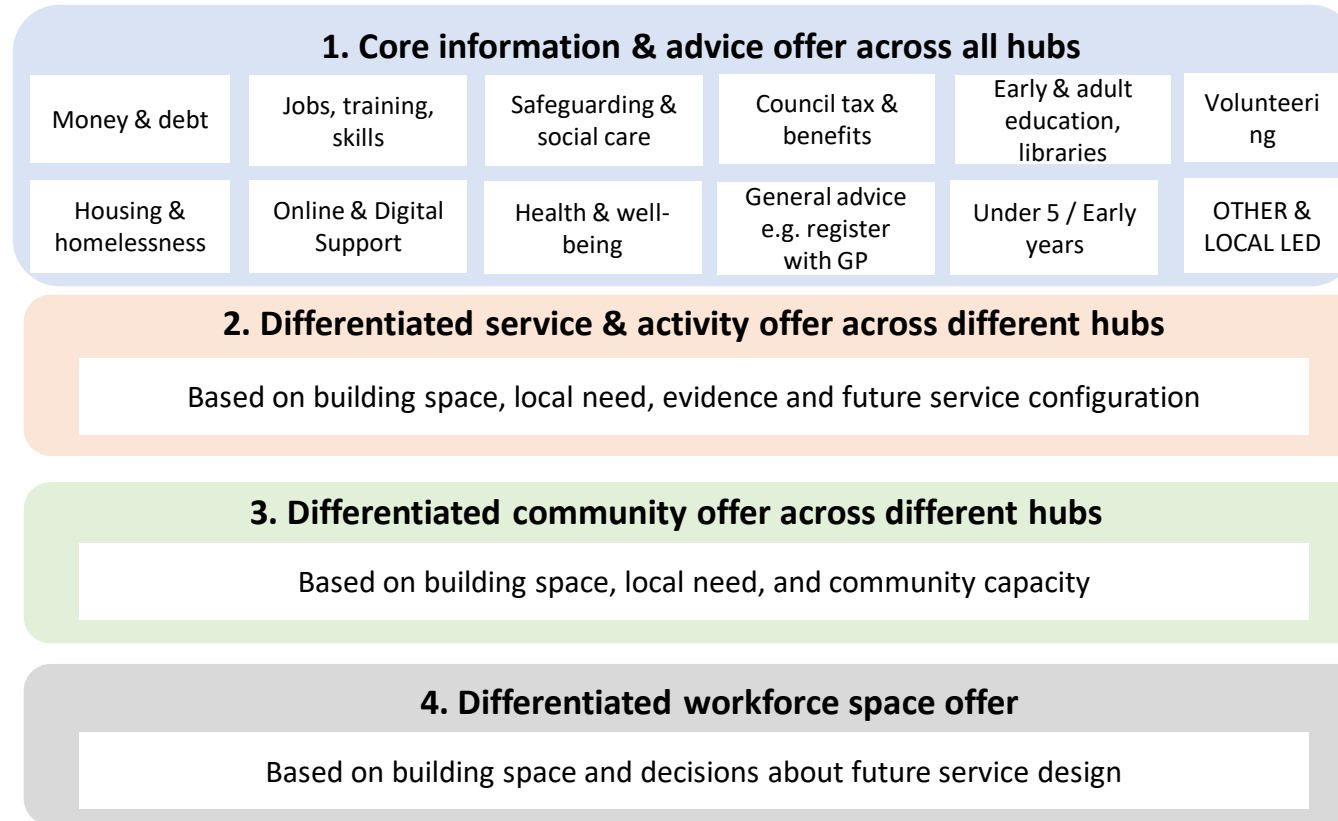 1. Core information & advice offer across all hubs
Money & debt
Jobs, training,
skills
Safeguarding &
social care
Council tax &
benefits
Early & adult
education,
libraries
Volunteeri
ng
Housing &
homelessness
Online & Digital
Support
Health & well-
being
General advice
e.g. register
with GP
Under 5 / Early
years
OTHER &
LOCAL LED
2. Differentiated service & activity offer across different hubs
Based on building space, local need, evidence and future service configuration
3. Differentiated community offer across different hubs
Based on building space, local need, and community capacity
4. Differentiated workforce space offer
Based on building space and decisions about future service design